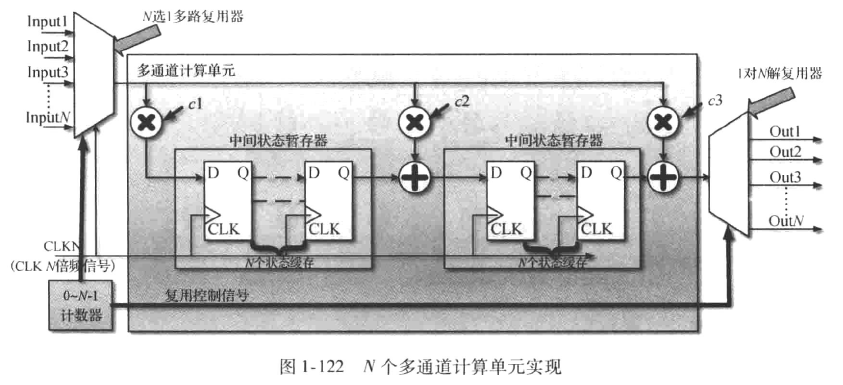 N选1多路复用器
Input1
Input2
Input3
InputN
多通道计算单元
1对N解复用器
c1
c2
c3
中间状态暂存器
中间状态暂存器
D Q
D Q
D Q
D Q
CLK
CLK
CLK
CLK
Out1
Out2
Out3
OutN
CLKN
(CLK N倍频信号)
N个状态缓存
N个状态缓存
0~N-1
计数器
复用控制信号
图 1-122 N 个多通道计算单元实现